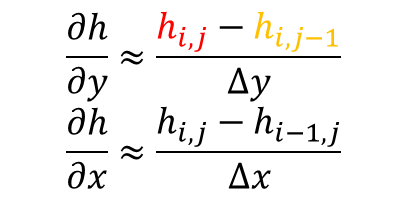 ∂h/∂y ≈ (h_{i,j} − h_{i,j−1})/Δy
∂h/∂x ≈ (h_{i,j} − h_{i−1,j})/Δx